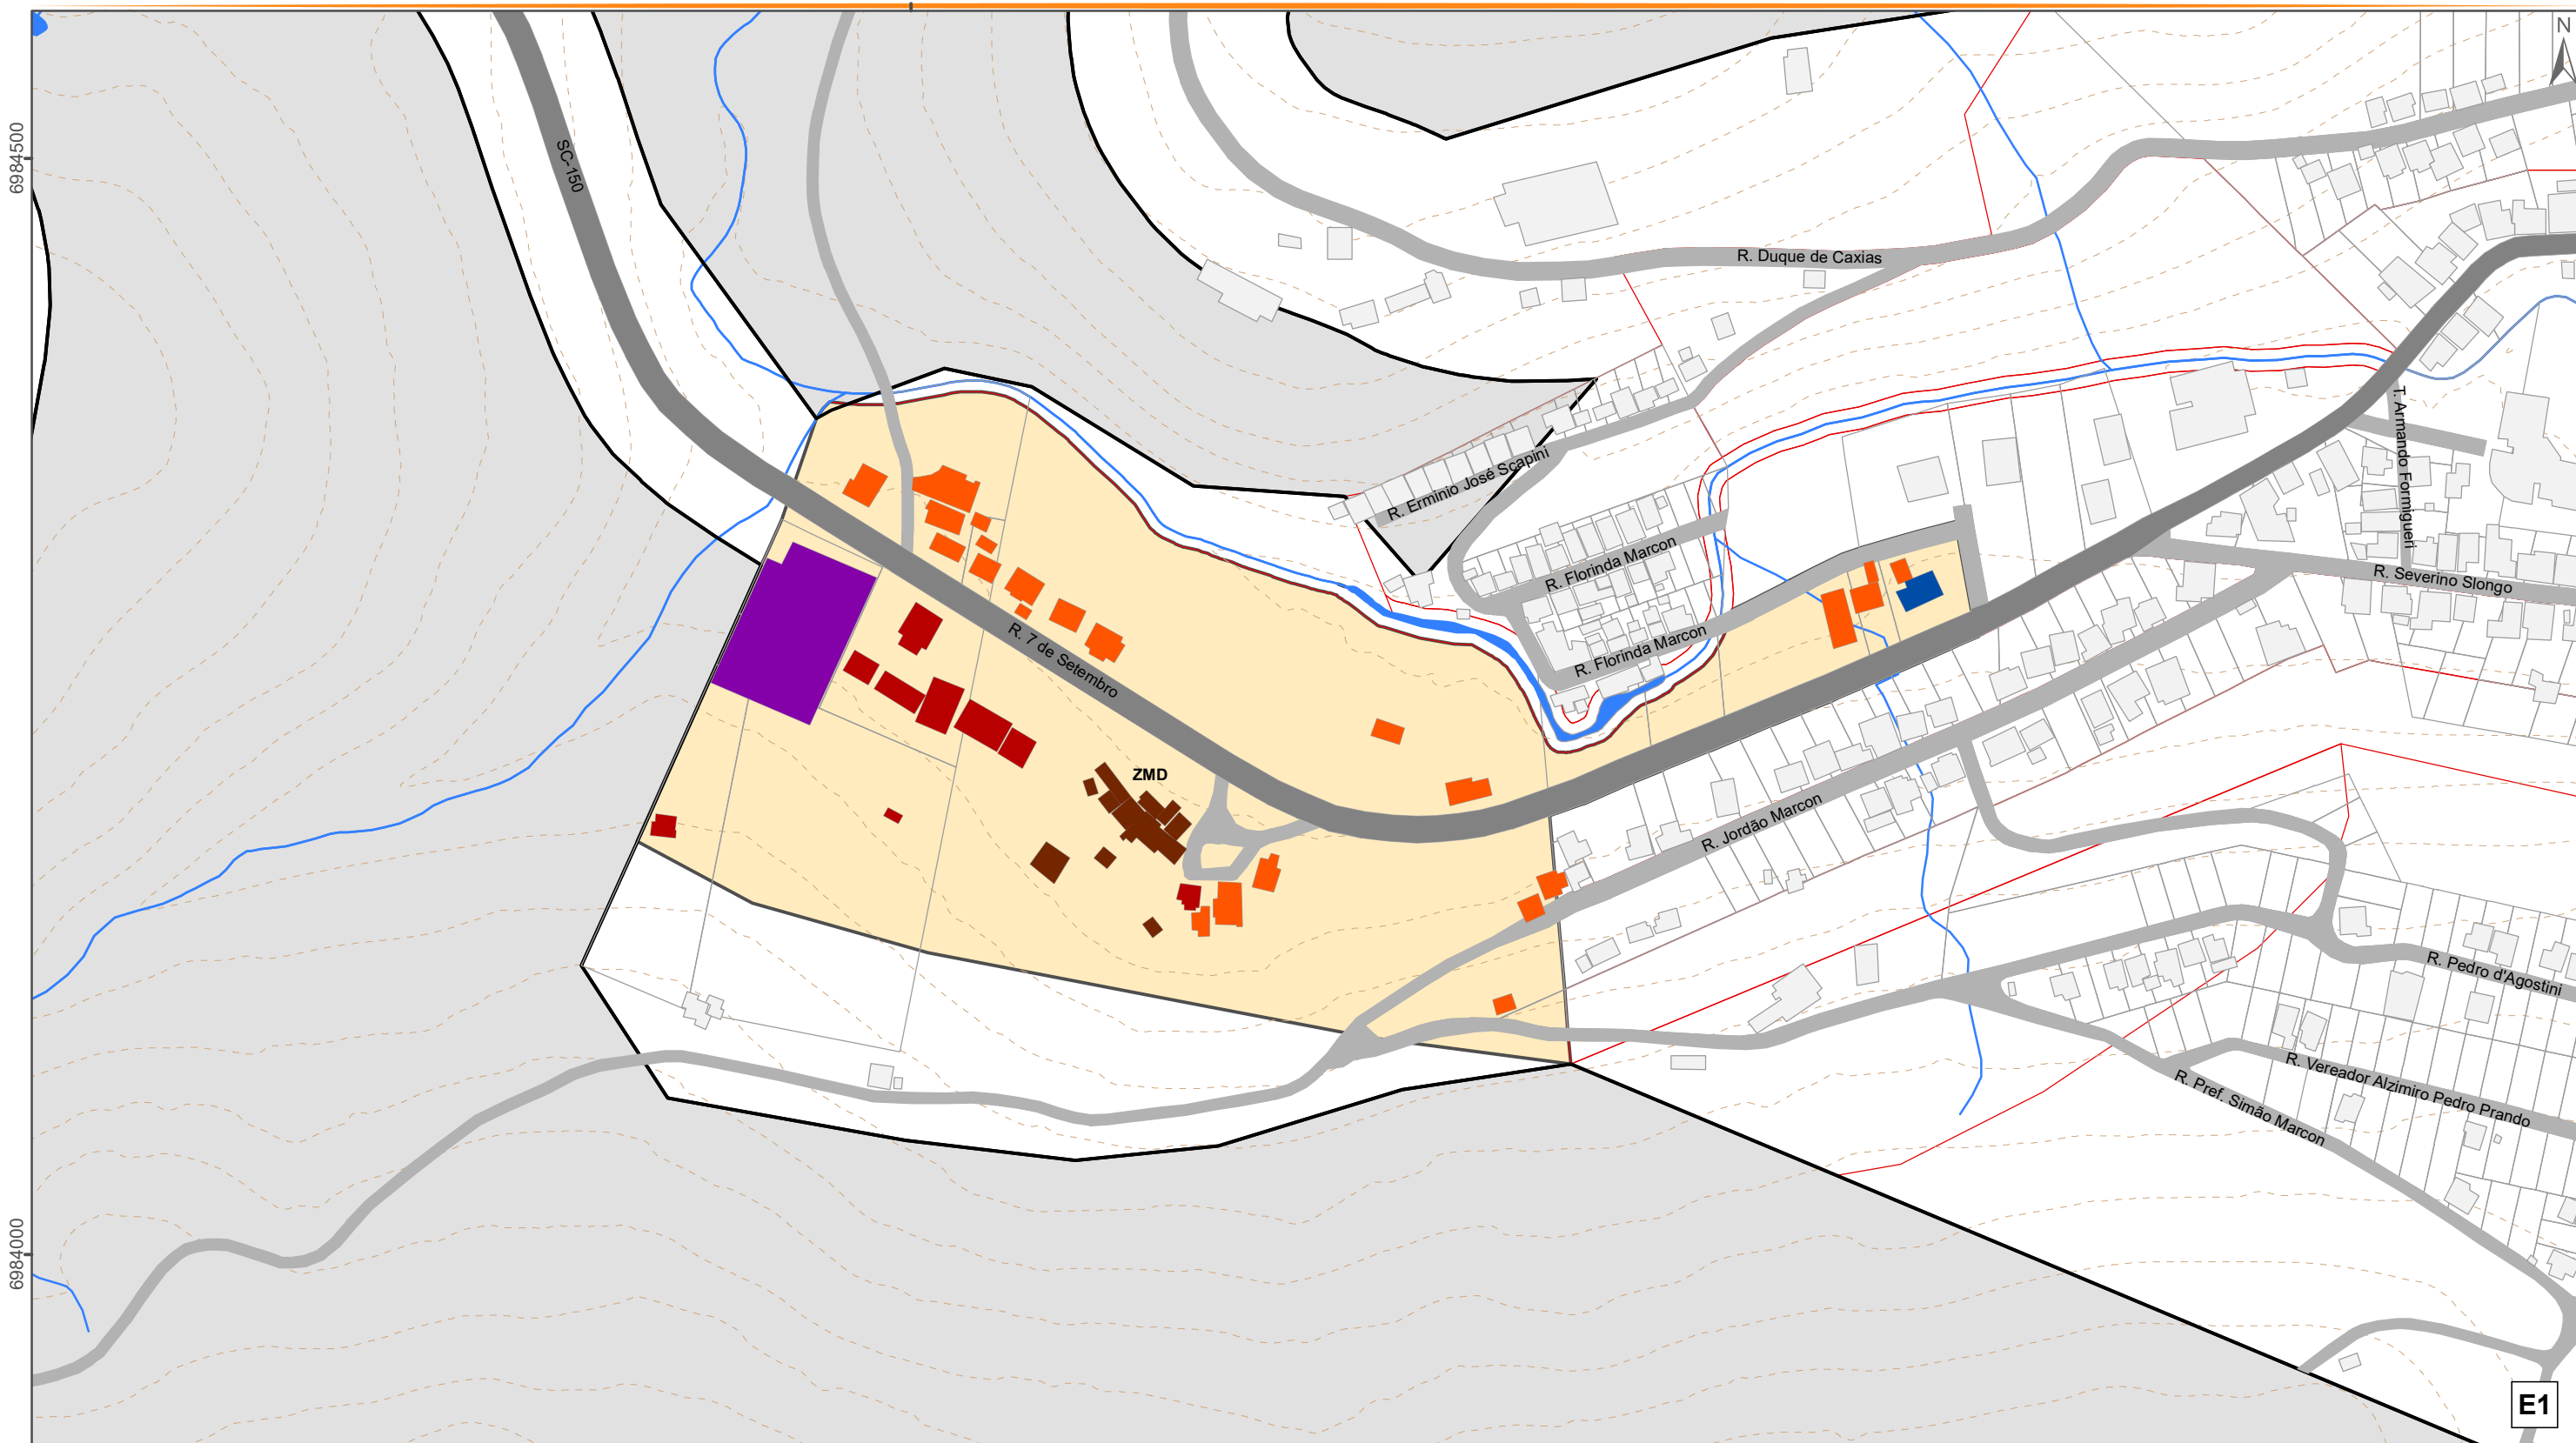 N
6984500
SC-150
R. Duque de Caxias
R. Erminio José Scapini
T. Armando Formigueri
R. Florinda Marcon
R. Severino Slongo
R. Florinda Marcon
R. 7 de Setembro
ZMD
R. Jordão Marcon
R. Pedro d'Agostini
R. Vereador Alzimiro Pedro Prando
R. Pref. Simão Marcon
6984000
E1